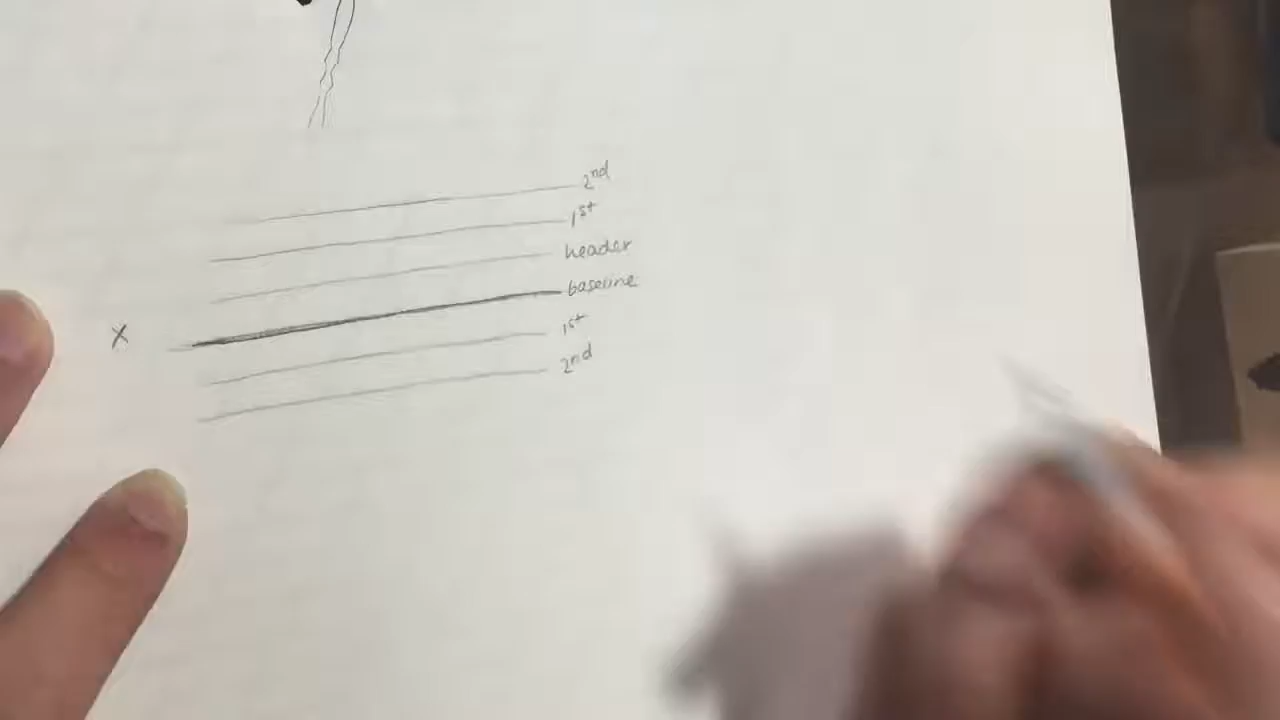 2nd
1st
header
x baseline
1st
2nd